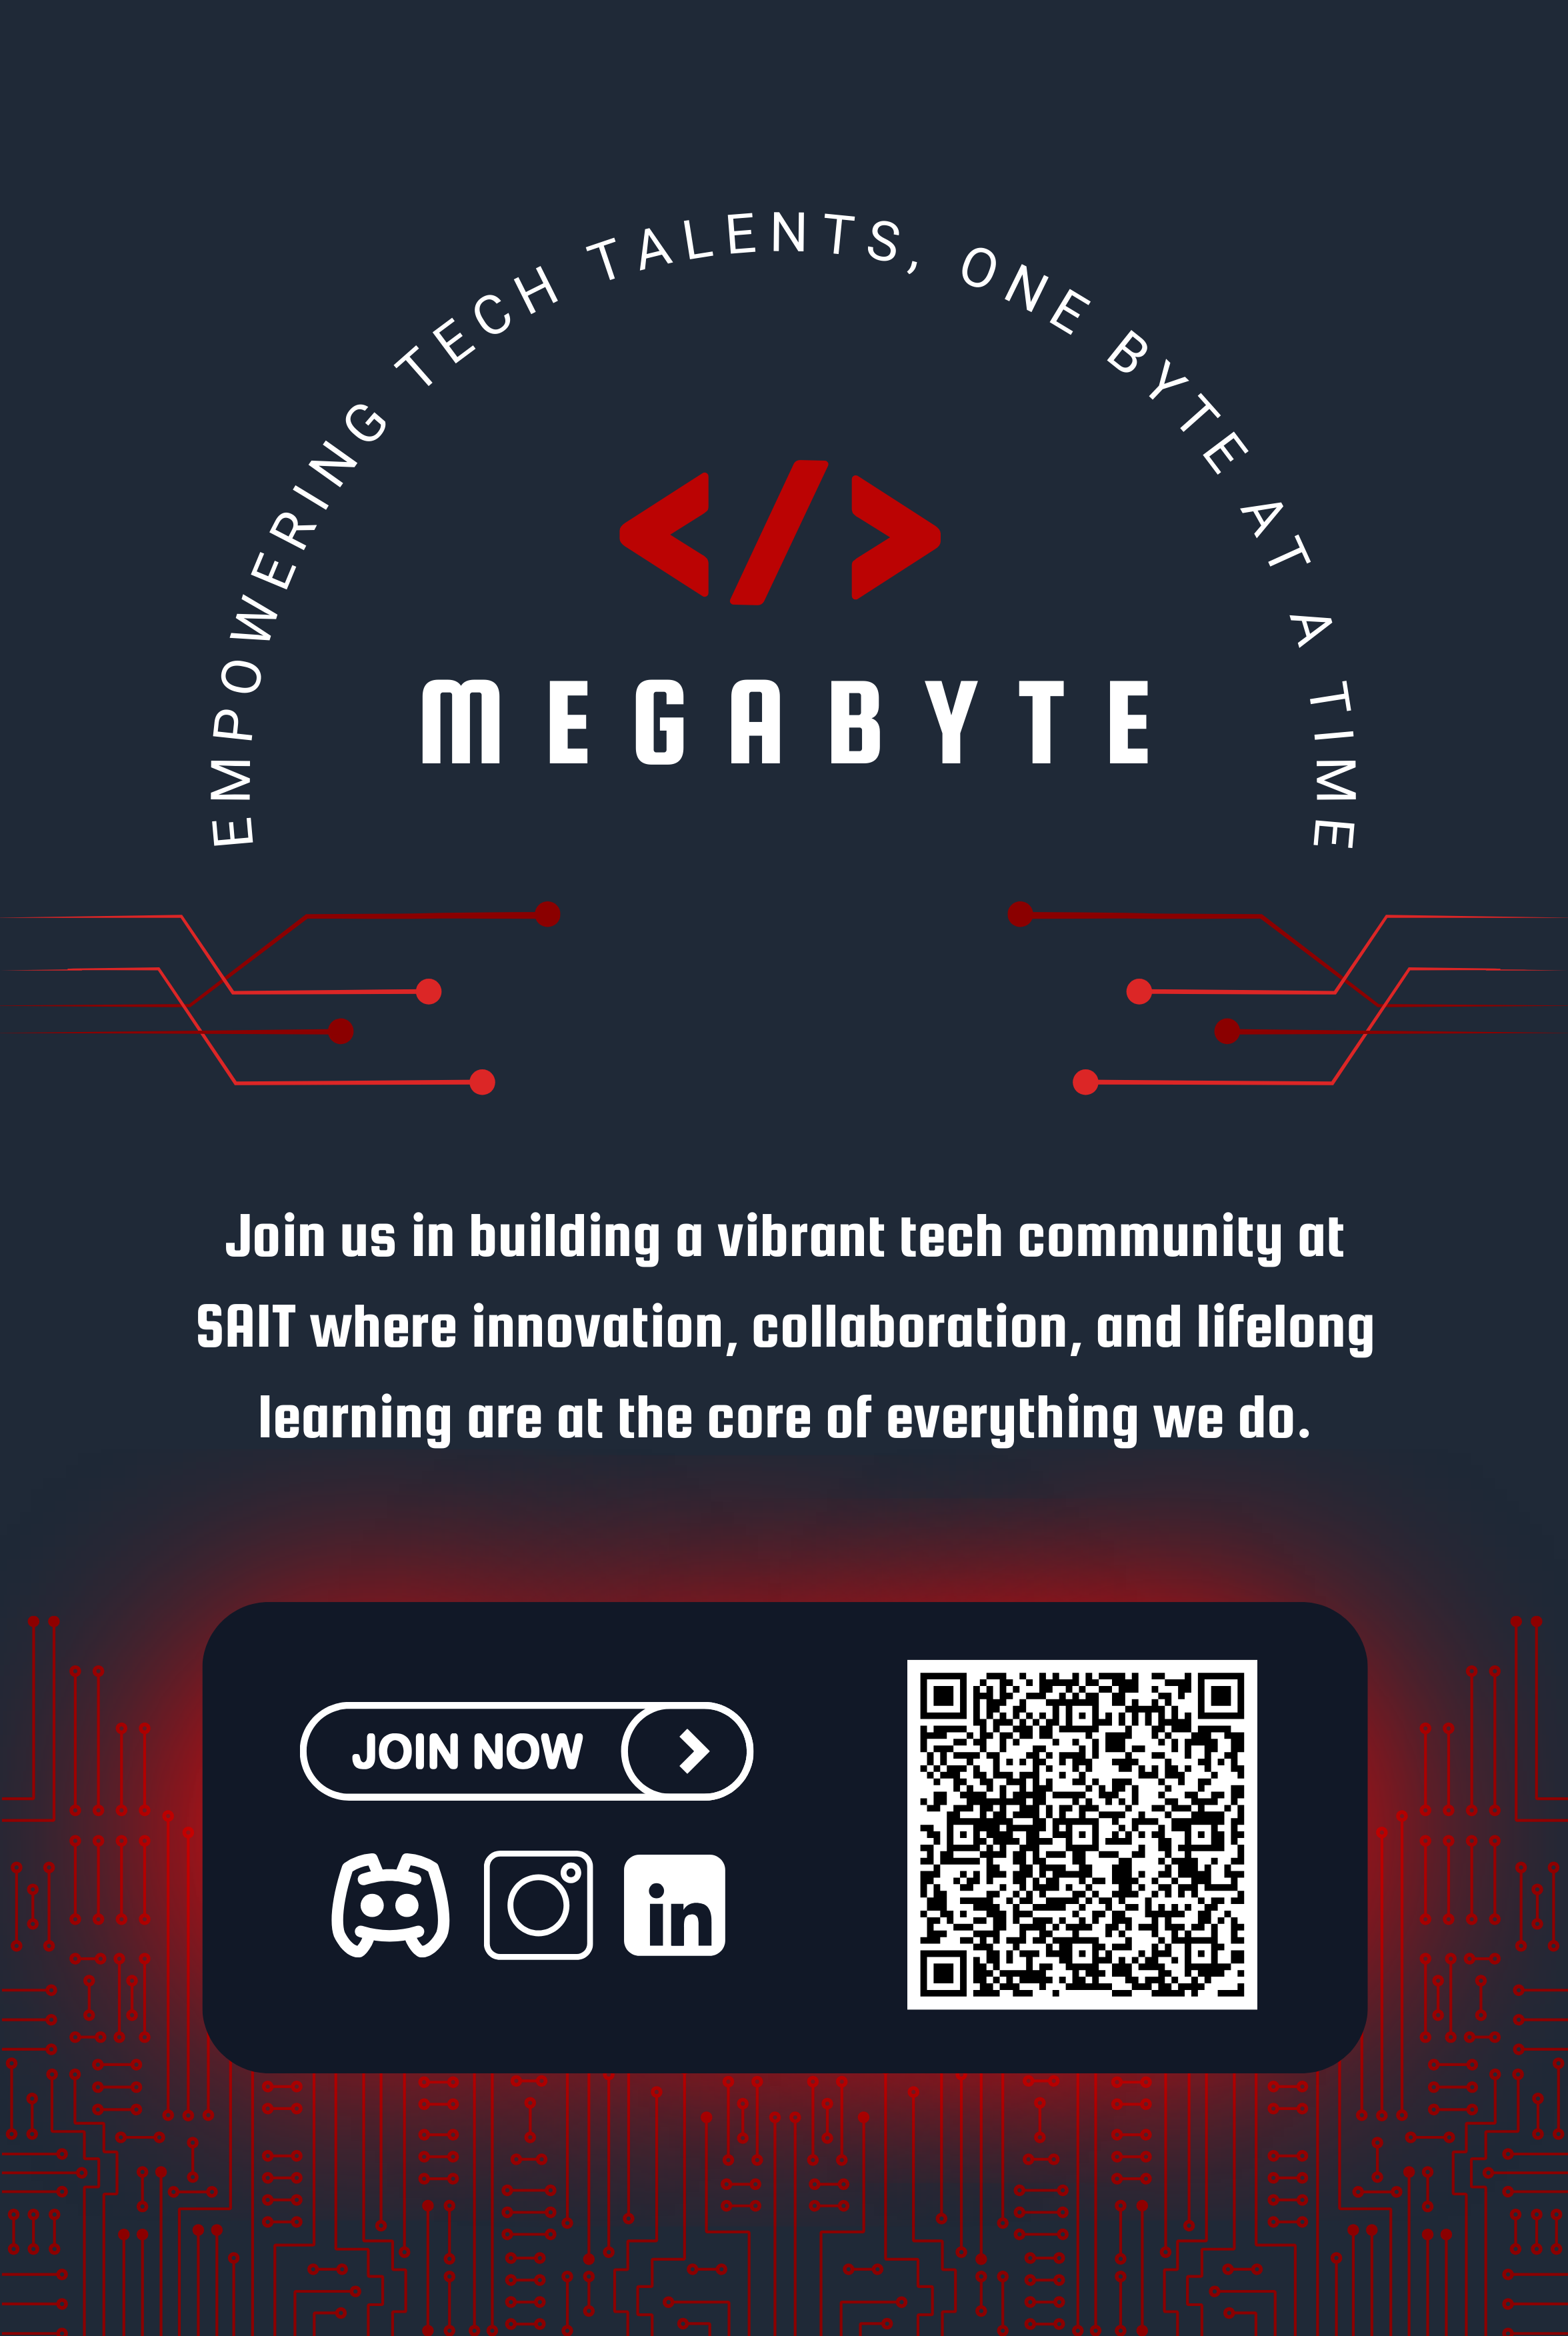 EMPOWERING TECH TALENTS, ONE BYTE AT A TIME
</>
MEGABYTE
Join us in building a vibrant tech community at
SAIT where innovation, collaboration, and lifelong
learning are at the core of everything we do.
JOIN NOW
in